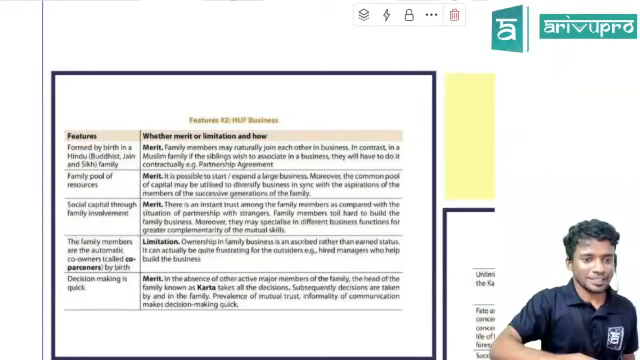 arivupro
Features #2: HUF Business
Features Whether merit or limitation and how
Formed by birth in a Merit. Family members may naturally join each other in business. In contrast, in a
Hindu (Buddhist, Jain Muslim family if the siblings wish to associate in a business, they will have to do it
and Sikh) family contractually e.g. Partnership Agreement
Family pool of Merit. It is possible to start / expand a large business. Moreover, the common pool
resources of capital may be utilised to diversify business in sync with the aspirations of the
members of the successive generations of the family.
Social capital through Merit. There is an instant trust among the family members as compared with the
family involvement situation of partnership with strangers. Family members toil hard to build the
family business. Moreover, they may specialise in different business functions for
greater complementarity of the mutual skills.
The family members Limitation. Ownership in family business is an ascribed rather than earned status.
are the automatic It can actually be quite frustrating for the outsiders e.g., hired managers who help
co-owners (called co- build the business
parceners) by birth
Decision making is Merit. In the absence of other active major members of the family, the head of the
quick family known as Karta takes all the decisions. Subsequently decisions are taken
by and in the family. Prevalence of mutual trust, informality of communication
makes decision-making quick.
Unlimi
the Ka
Fate as
concer
concer
life of
forese
Succ